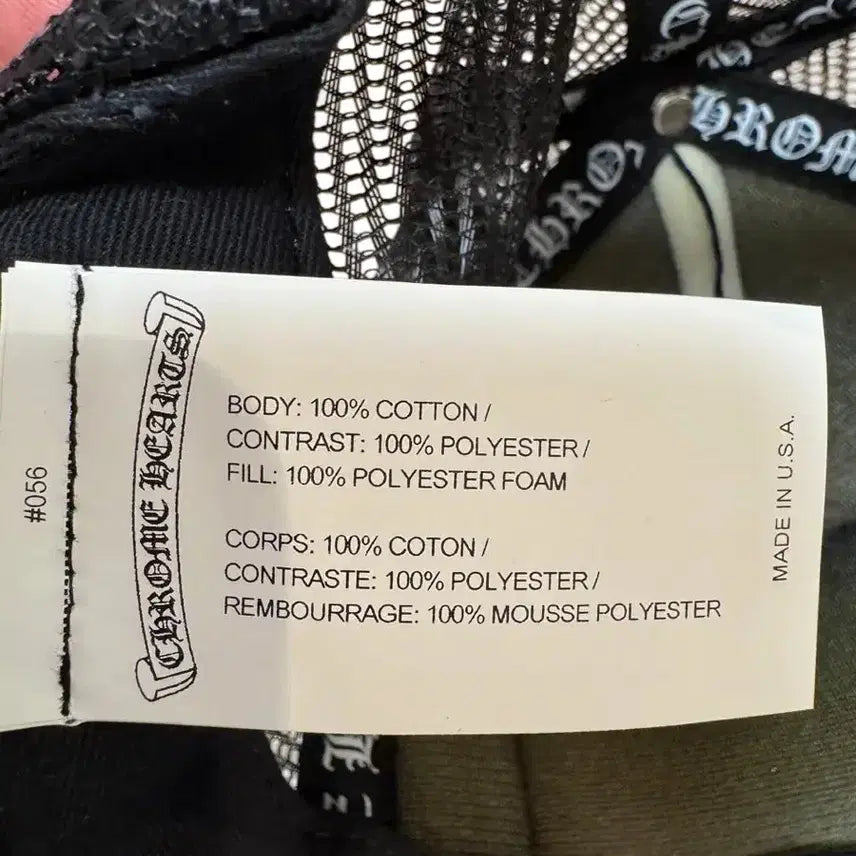 #056
CHROME HEARTS
BODY: 100% COTTON /
CONTRAST: 100% POLYESTER /
FILL: 100% POLYESTER FOAM
CORPS: 100% COTON /
CONTRASTE: 100% POLYESTER /
REMBOURRAGE: 100% MOUSSE POLYESTER
MADE IN U.S.A.